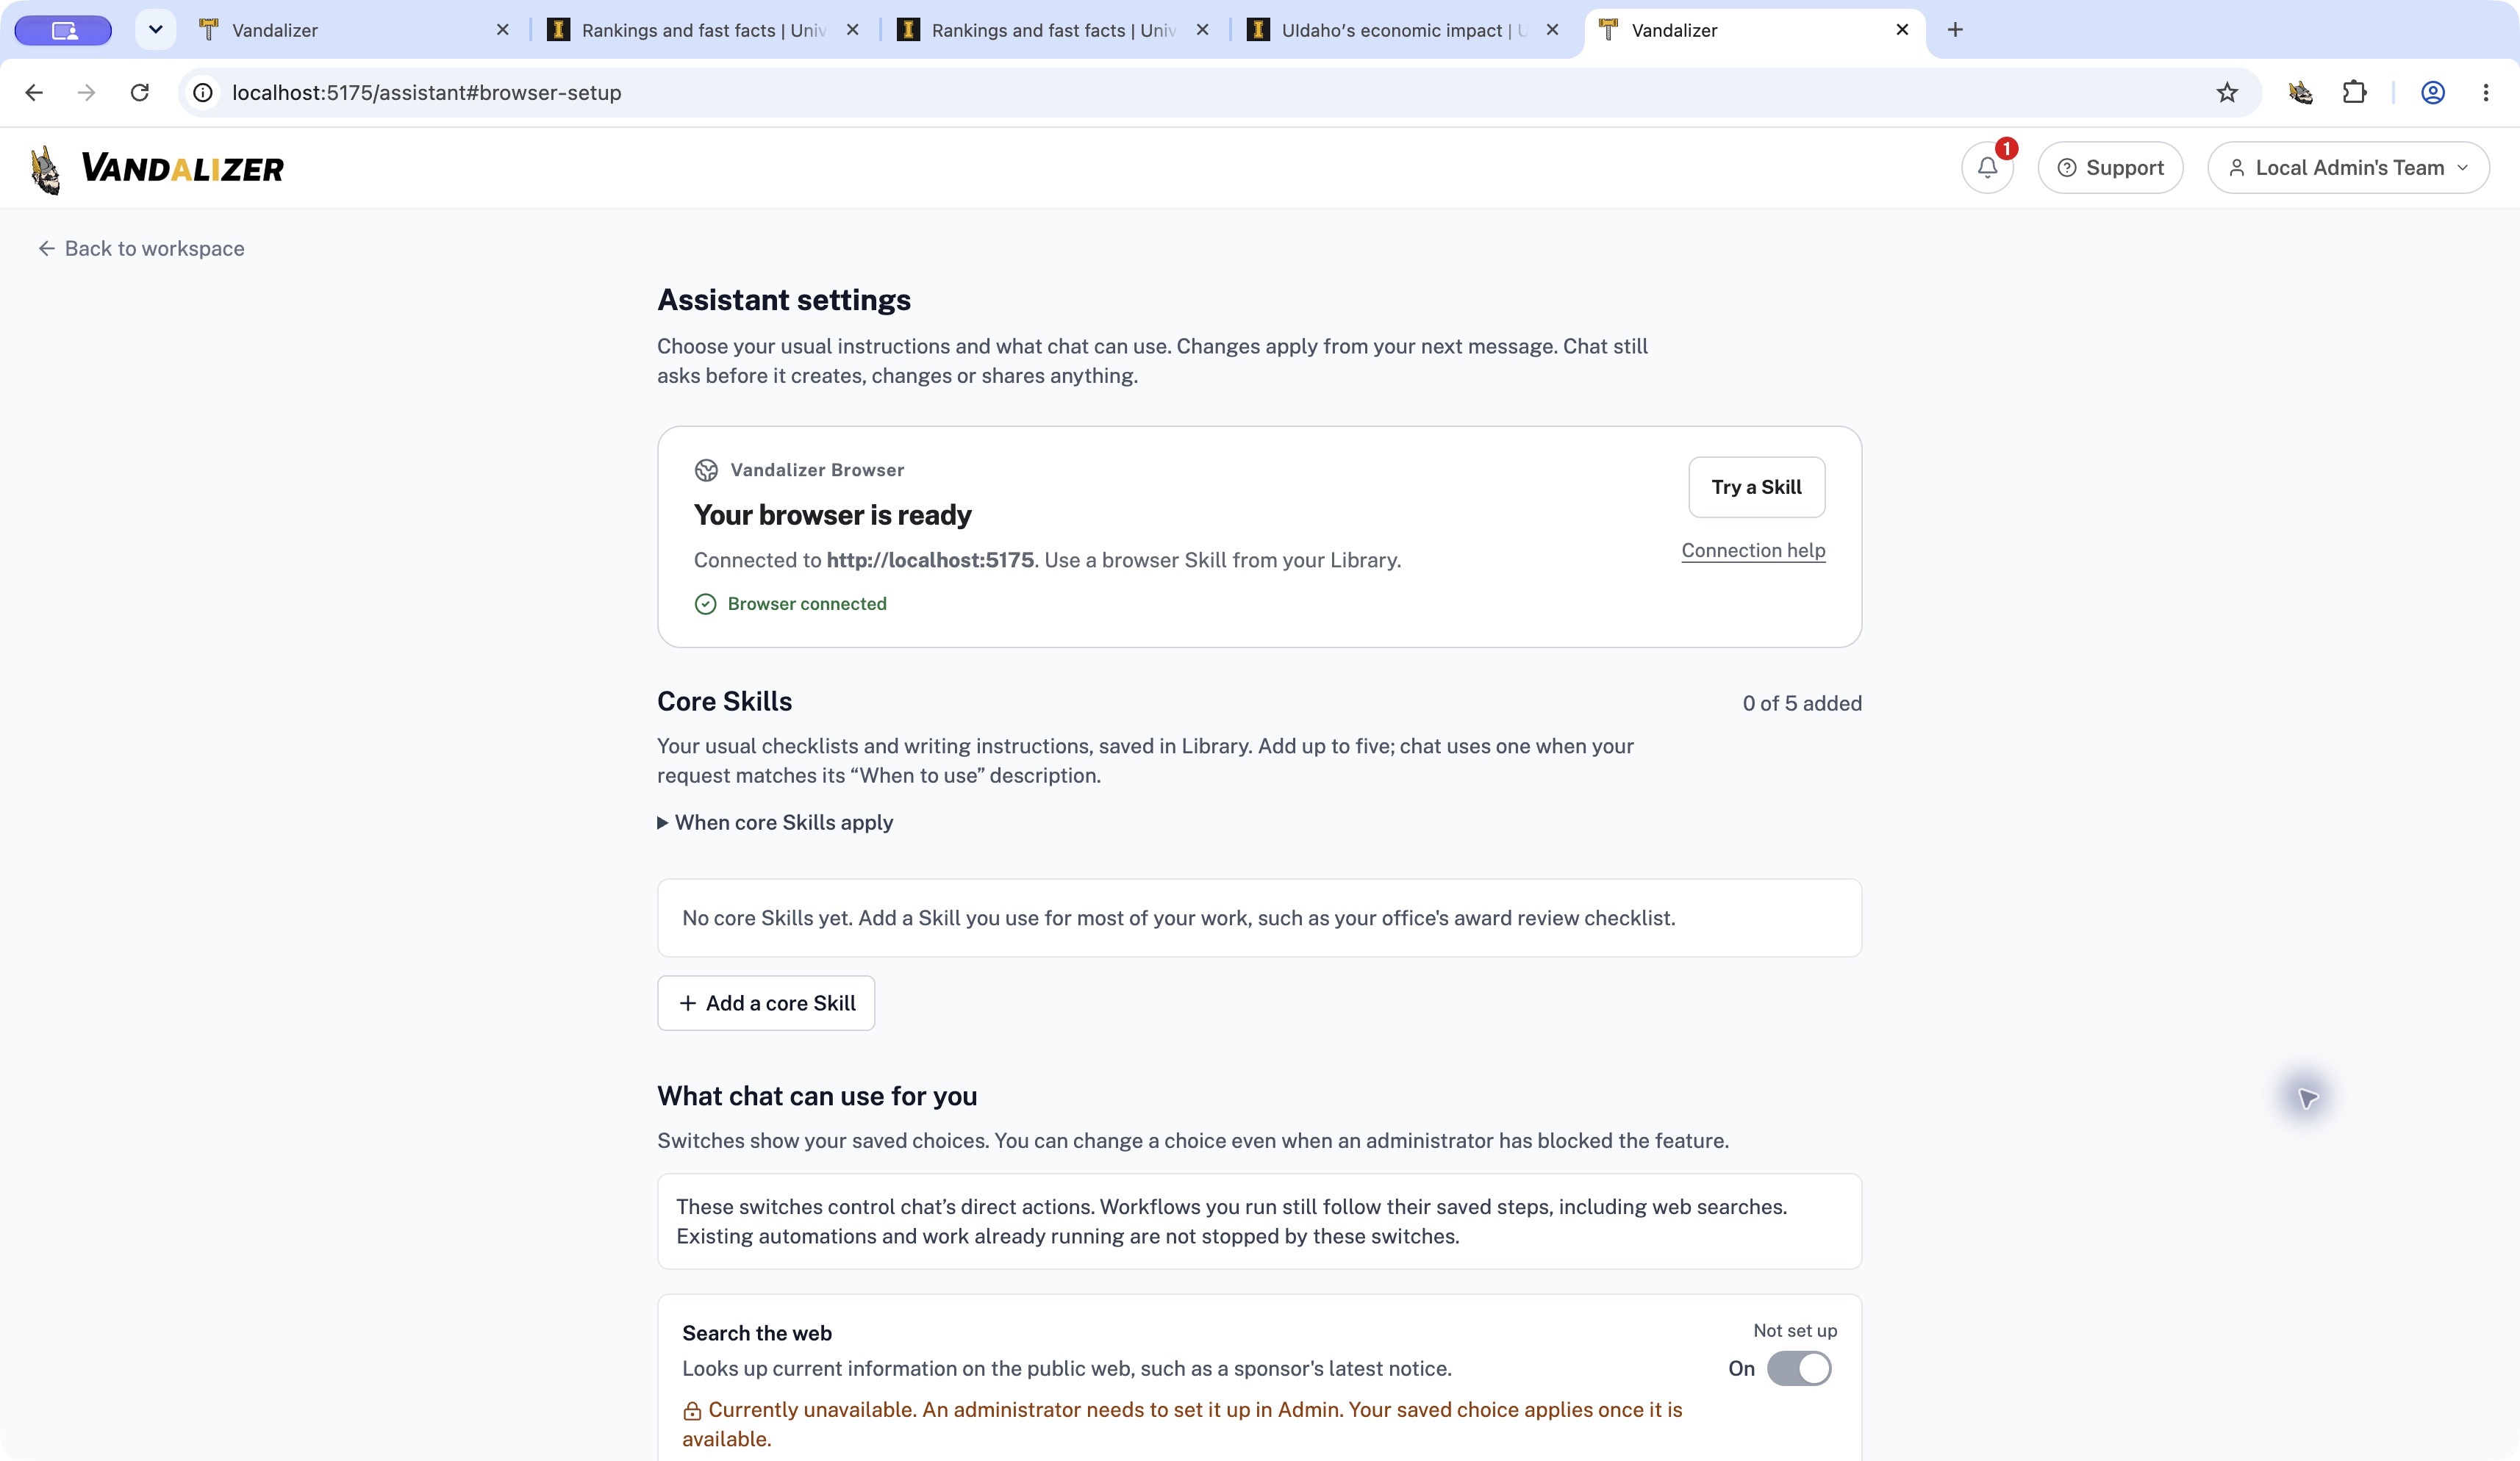 Vandalizer
Rankings and fast facts | Univ
Rankings and fast facts | Univ
UIdaho's economic impact | U
Vandalizer
localhost:5175/assistant#browser-setup
VANDALIZER
1
Support
Local Admin's Team
Back to workspace
Assistant settings
Choose your usual instructions and what chat can use. Changes apply from your next message. Chat still
asks before it creates, changes or shares anything.
Vandalizer Browser
Try a Skill
Your browser is ready
Connection help
Connected to http://localhost:5175. Use a browser Skill from your Library.
Browser connected
Core Skills
0 of 5 added
Your usual checklists and writing instructions, saved in Library. Add up to five; chat uses one when your
request matches its “When to use” description.
When core Skills apply
No core Skills yet. Add a Skill you use for most of your work, such as your office's award review checklist.
Add a core Skill
What chat can use for you
Switches show your saved choices. You can change a choice even when an administrator has blocked the feature.
These switches control chat’s direct actions. Workflows you run still follow their saved steps, including web searches.
Existing automations and work already running are not stopped by these switches.
Search the web
Not set up
Looks up current information on the public web, such as a sponsor's latest notice.
On
Currently unavailable. An administrator needs to set it up in Admin. Your saved choice applies once it is
available.